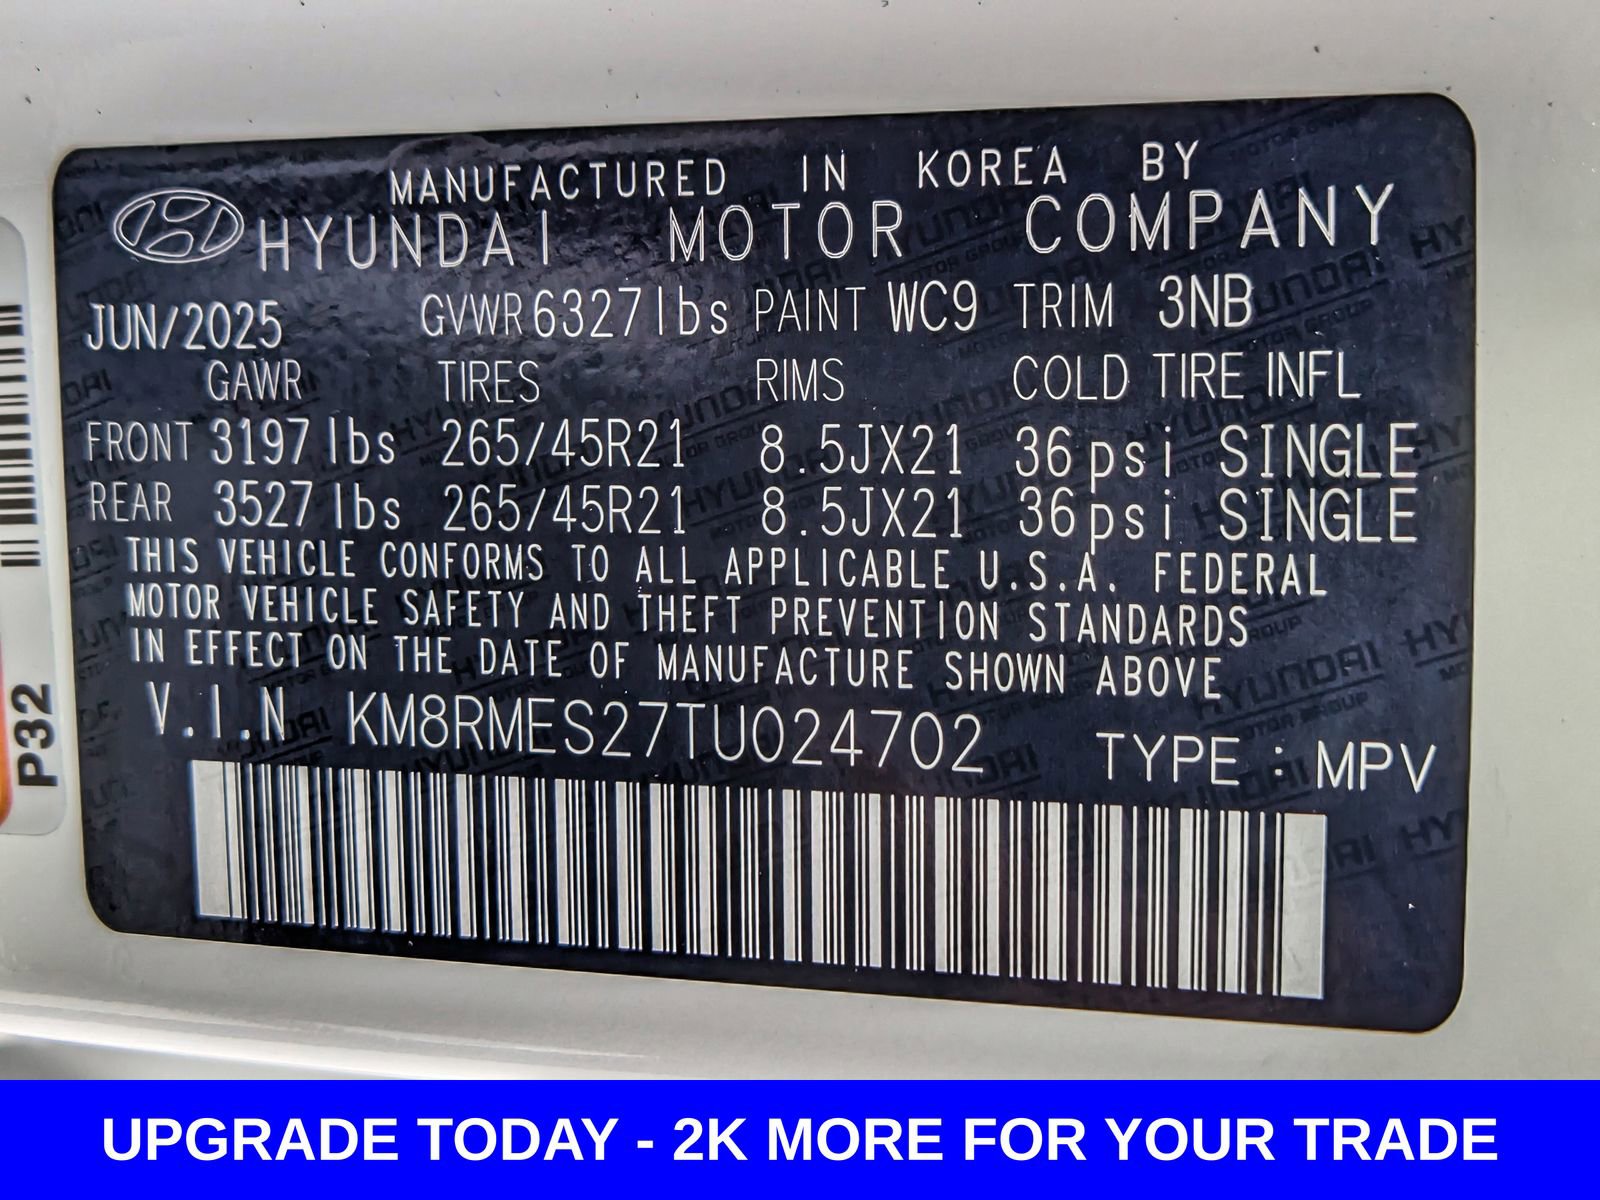 MANUFACTURED IN KOREA BY
HYUNDAI MOTOR COMPANY
JUN/2025 GVWR 6327lbs PAINT WC9 TRIM 3NB
GAWR TIRES RIMS COLD TIRE INFL
FRONT 3197 lbs 265/45R21 8.5JX21 36psi SINGLE
REAR 3527 lbs 265/45R21 8.5JX21 36psi SINGLE
THIS VEHICLE CONFORMS TO ALL APPLICABLE U.S.A. FEDERAL
MOTOR VEHICLE SAFETY AND THEFT PREVENTION STANDARDS
IN EFFECT ON THE DATE OF MANUFACTURE SHOWN ABOVE
V.I.N KM8RMES27TU024702 TYPE : MPV
P32
UPGRADE TODAY - 2K MORE FOR YOUR TRADE